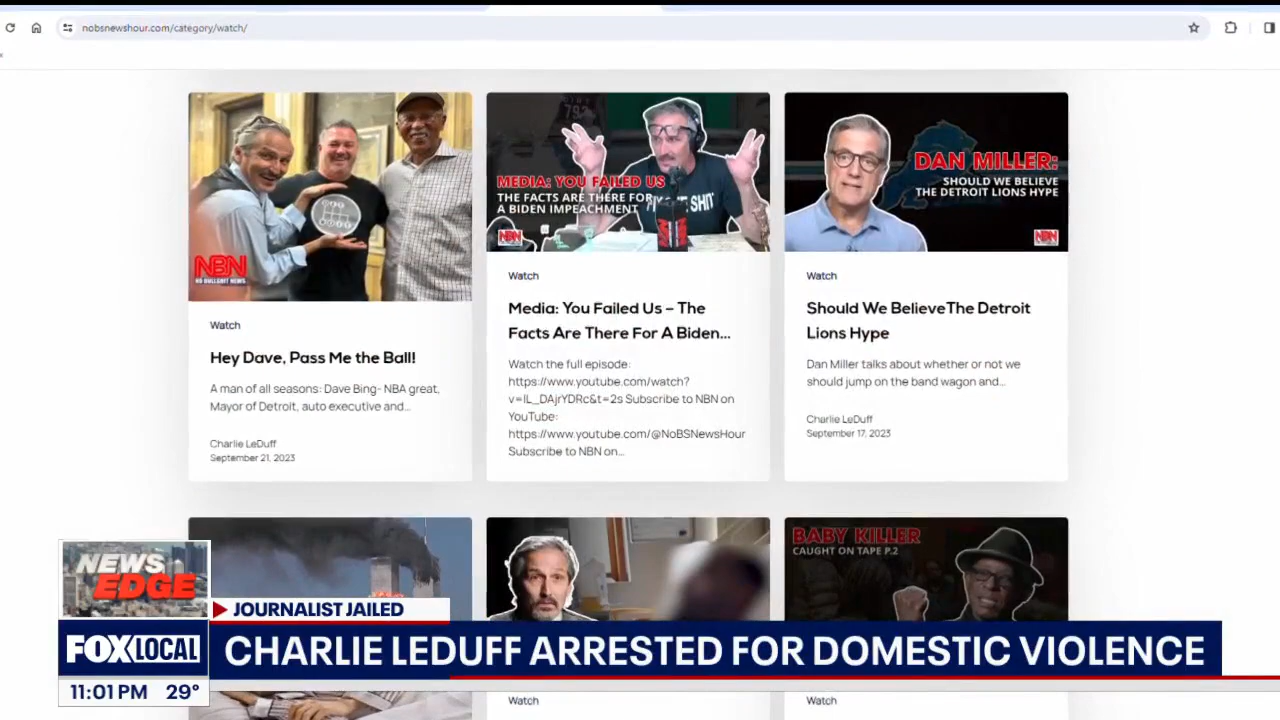 nobsnewshour.com/category/watch/
NBN
NO BULLSHIT NEWS
Watch
Hey Dave, Pass Me the Ball!
A man of all seasons: Dave Bing- NBA great,
Mayor of Detroit, auto executive and...
Charlie LeDuff
September 21, 2023
MEDIA: YOU FAILED US
THE FACTS ARE THERE FOR
A BIDEN IMPEACHMENT
NBN
Watch
Media: You Failed Us – The
Facts Are There For A Biden...
Watch the full episode:
https://www.youtube.com/watch?
v=IL_DAjrYDRc&t=2s Subscribe to NBN on
YouTube:
https://www.youtube.com/@NoBSNewsHour
Subscribe to NBN on...
DAN MILLER:
SHOULD WE BELIEVE
THE DETROIT LIONS HYPE
NBN
Watch
Should We BelieveThe Detroit
Lions Hype
Dan Miller talks about whether or not we
should jump on the band wagon and...
Charlie LeDuff
September 17, 2023
BABY KILLER
CAUGHT ON TAPE P.2
NEWS
EDGE
JOURNALIST JAILED
FOX LOCAL
CHARLIE LEDUFF ARRESTED FOR DOMESTIC VIOLENCE
11:01 PM 29°
Watch
Watch